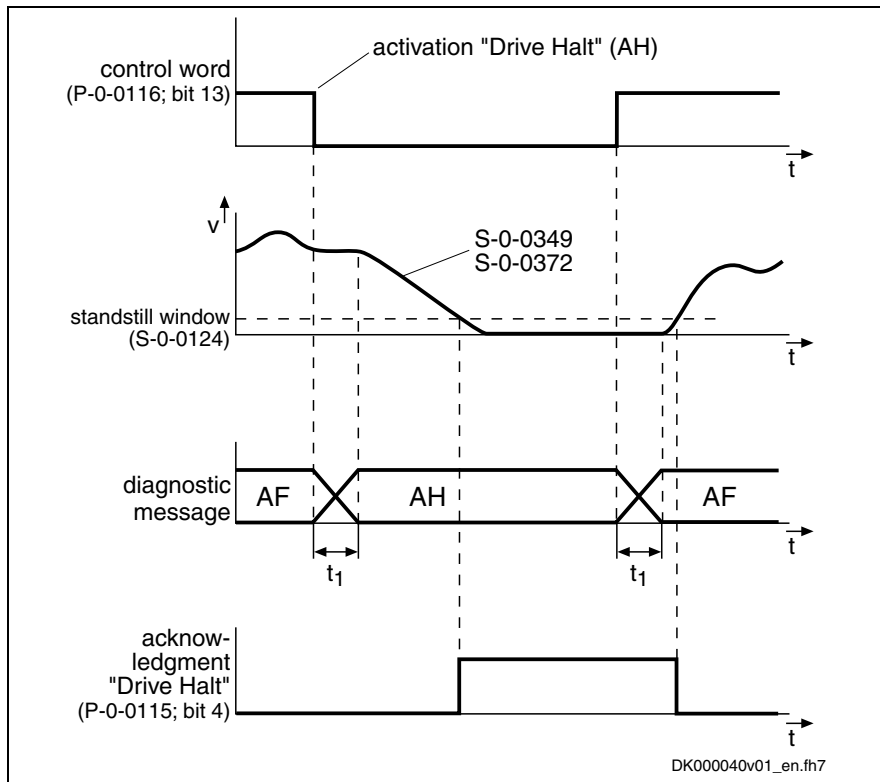 activation "Drive Halt" (AH)
control word
(P-0-0116; bit 13)
t
v
S-0-0349
S-0-0372
standstill window
(S-0-0124)
t
diagnostic
message
AF
AH
AF
t
t1
t1
acknow-
ledgment
"Drive Halt"
(P-0-0115; bit 4)
t
DK000040v01_en.fh7